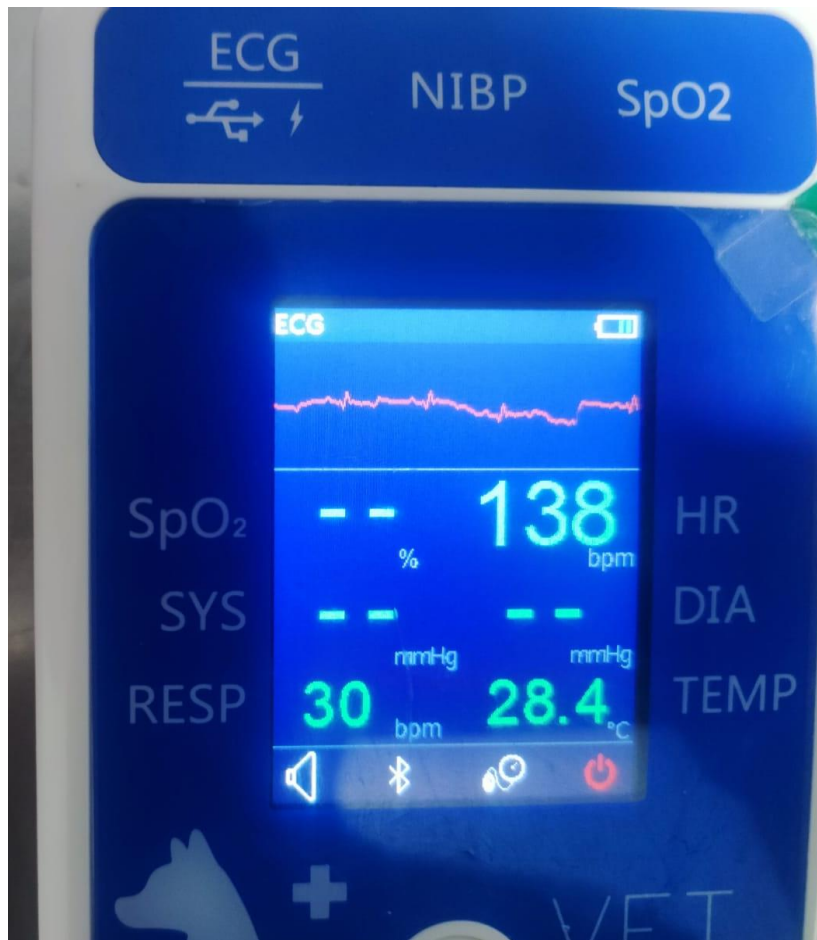 ECG
NIBP
SpO2
ECG
SpO₂ -- % 138 bpm HR
SYS -- mmHg -- mmHg DIA
RESP 30 bpm 28.4 °C TEMP
VET